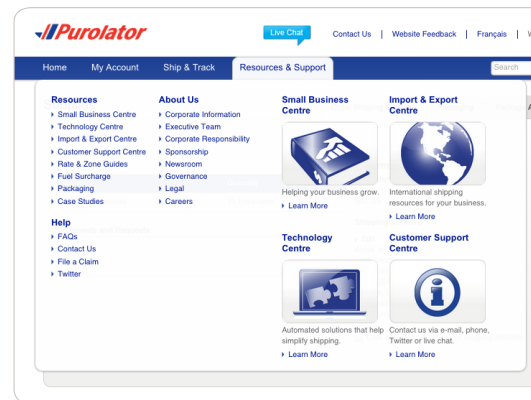 Purolator
Live Chat
Contact Us
Website Feedback
Français
Home
My Account
Ship & Track
Resources & Support
Search
Resources
Small Business Centre
Technology Centre
Import & Export Centre
Customer Support Centre
Rate & Zone Guides
Fuel Surcharge
Packaging
Case Studies
Help
FAQs
Contact Us
File a Claim
Twitter
About Us
Corporate Information
Executive Team
Corporate Responsibility
Sponsorship
Newsroom
Governance
Legal
Careers
Small Business
Centre
Helping your business grow.
Learn More
Import & Export
Centre
International shipping
resources for your business.
Learn More
Technology
Centre
Automated solutions that help
simplify shipping.
Learn More
Customer Support
Centre
Contact us via e-mail, phone,
Twitter or live chat.
Learn More